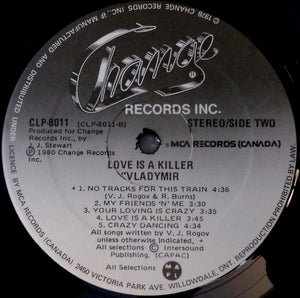 Change
RECORDS INC.
CLP-8011 (CLP-8011-B)
STEREO/SIDE TWO
Produced for Change
Records Inc., by
J. J. Stewart
℗ 1980 Change Records Inc.
MCA RECORDS (CANADA)
LOVE IS A KILLER
VLADYMIR
+ 1. NO TRACKS FOR THIS TRAIN 4:36
(V. J. Rogov & R. Burns)
2. MY FRIENDS 'N' ME 4:30
3. YOUR LOVING IS CRAZY 3:35
4. LOVE IS A KILLER 3:45
5. CRAZY DANCING 4:34
All songs written by V. J. Rogov
unless otherwise indicated. +
All Selections © Intersound
Publishing. (CAPAC)
All Selections
MANUFACTURED AND DISTRIBUTED UNDER LICENCE BY MCA RECORDS (CANADA) 2450 VICTORIA PARK AVE. WILLOWDALE, ONT. REPRODUCTION PROHIBITED BY LAW.
© 1979 CHANGE RECORDS INC.